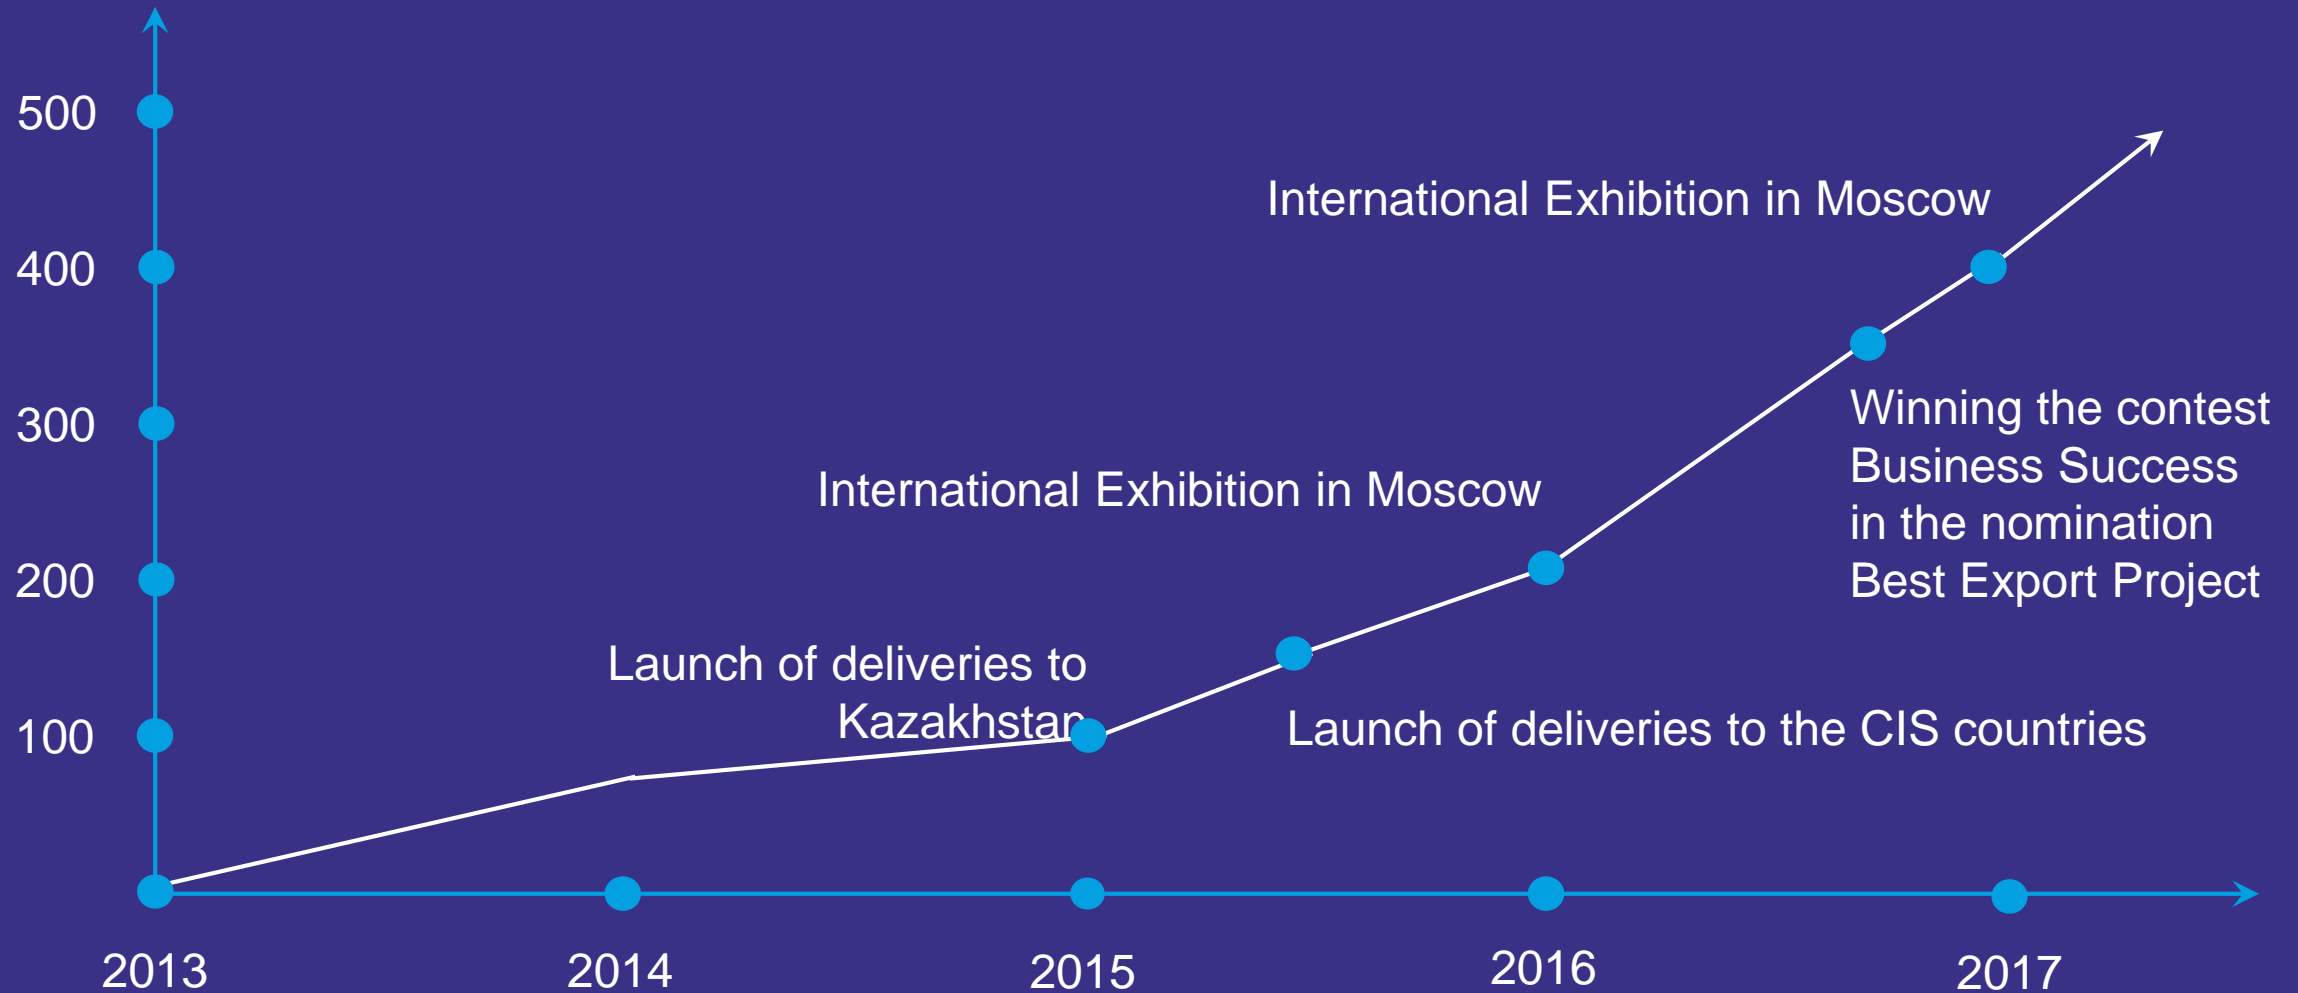 500
400
300
200
100
International Exhibition in Moscow
Winning the contest
Business Success
in the nomination
Best Export Project
International Exhibition in Moscow
Launch of deliveries to
Kazakhstan
Launch of deliveries to the CIS countries
2013
2014
2015
2016
2017